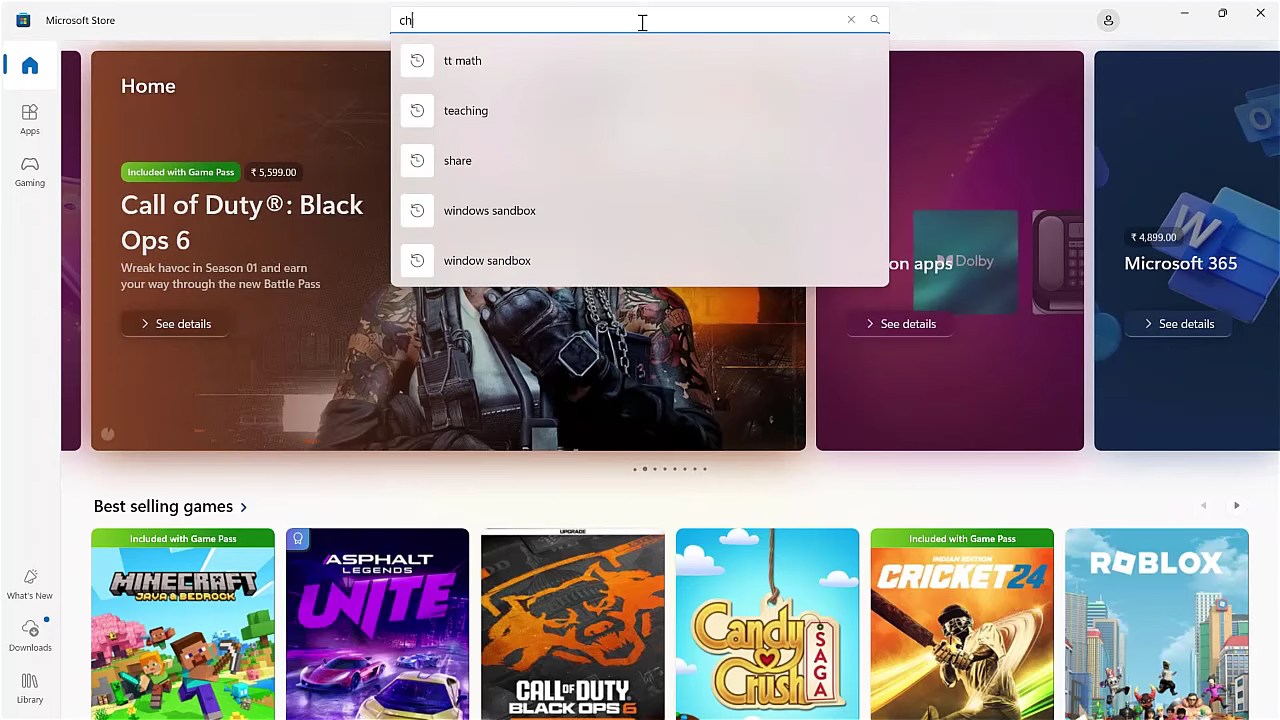 Microsoft Store
ch
tt math
teaching
share
windows sandbox
window sandbox
Home
Apps
Gaming
What's New
Downloads
Library
Included with Game Pass
₹ 5,599.00
Call of Duty®: Black
Ops 6
Wreak havoc in Season 01 and earn
your way through the new Battle Pass
See details
on apps
Dolby
See details
₹ 4,899.00
Microsoft 365
See details
W
O
Best selling games
Included with Game Pass
MINECRAFT
JAVA & BEDROCK
ASPHALT
LEGENDS
UNITE
UPGRADE
CALL OF DUTY
BLACK OPS 6
Candy
Crush
SAGA
Included with Game Pass
INDIAN EDITION
CRICKET 24
ROBLOX